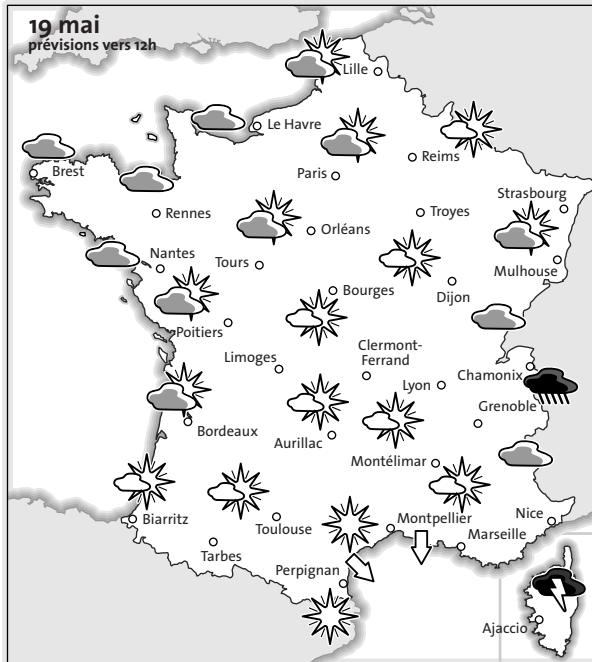 19 mai
prévisions vers 12h
Lille
Le Havre
Reims
Brest
Paris
Strasbourg
Rennes
Troyes
Orléans
Nantes
Tours
Mulhouse
Bourges
Dijon
Poitiers
Clermont-
Ferrand
Limoges
Chamonix
Lyon
Grenoble
Bordeaux
Aurillac
Montélimar
Biarritz
Toulouse
Montpellier
Nice
Marseille
Tarbes
Perpignan
Ajaccio